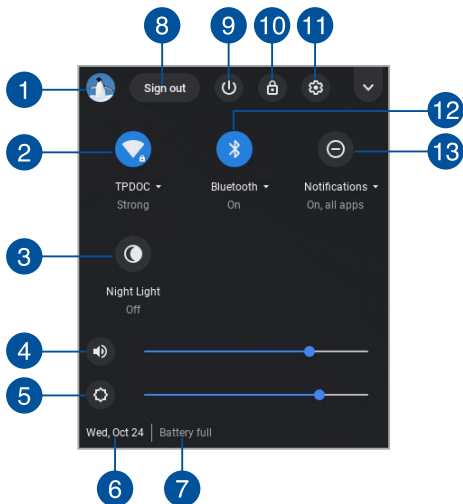 8
9
10
11
1
Sign out
12
2
13
TPDOC
Bluetooth
Notifications
Strong
On
On, all apps
3
Night Light
Off
4
5
Wed, Oct 24
Battery full
6
7